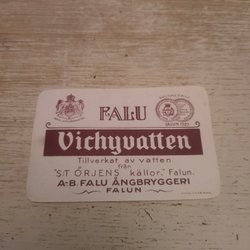 FALU
Vichyvatten
Tillverkat av vatten
från
"S:T ÖRJENS källor," Falun.
A.-B. FALU ÅNGBRYGGERI
FALUN